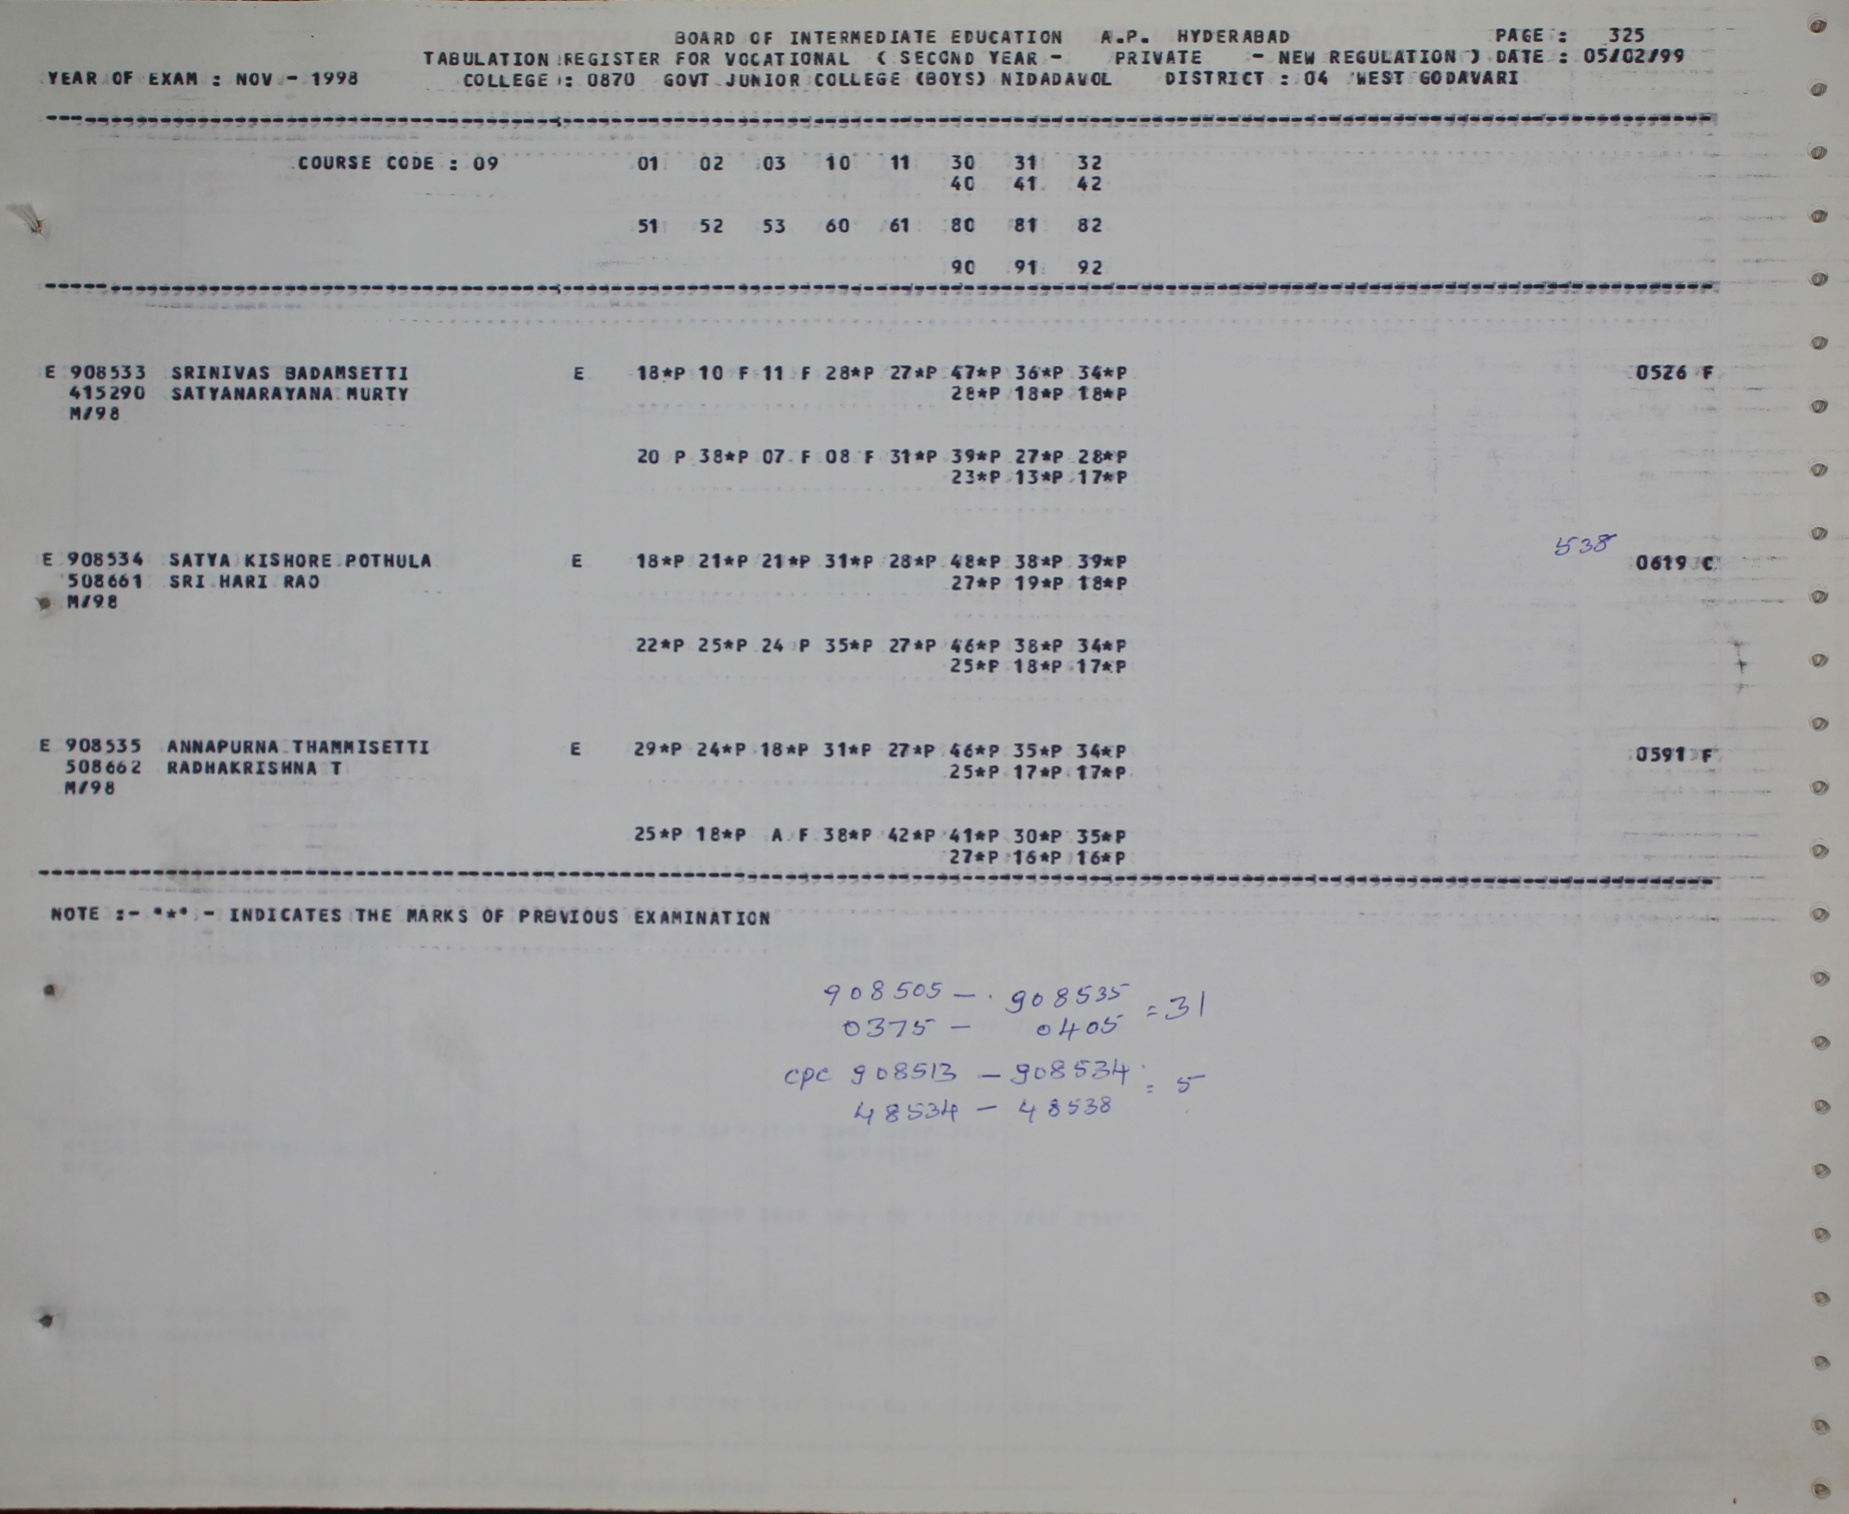 BOARD OF INTERMEDIATE EDUCATION A.P. HYDERABAD PAGE : 325
TABULATION REGISTER FOR VOCATIONAL ( SECOND YEAR - PRIVATE - NEW REGULATION ) DATE : 05/02/99
YEAR OF EXAM : NOV - 1998 COLLEGE : 0870 GOVT JUNIOR COLLEGE (BOYS) NIDADAVOL DISTRICT : 04 WEST GODAVARI
COURSE CODE : 09 01 02 03 10 11 30 31 32
40 41 42
51 52 53 60 61 80 81 82
90 91 92
E 908533 SRINIVAS BADAMSETTI E 18*P 10 F 11 F 28*P 27*P 47*P 36*P 34*P 0526 F
415290 SATYANARAYANA MURTY 28*P 18*P 18*P
M/98
20 P 38*P 07 F 08 F 31*P 39*P 27*P 28*P
23*P 13*P 17*P
538
E 908534 SATYA KISHORE POTHULA E 18*P 21*P 21*P 31*P 28*P 48*P 38*P 39*P 0619 C
508661 SRI HARI RAO 27*P 19*P 18*P
M/98
22*P 25*P 24 P 35*P 27*P 46*P 38*P 34*P
25*P 18*P 17*P
E 908535 ANNAPURNA THAMMISETTI E 29*P 24*P 18*P 31*P 27*P 46*P 35*P 34*P 0591 F
508662 RADHAKRISHNA T 25*P 17*P 17*P
M/98
25*P 18*P A F 38*P 42*P 41*P 30*P 35*P
27*P 16*P 16*P
NOTE :- "*" - INDICATES THE MARKS OF PREVIOUS EXAMINATION
908505 - 908535 = 31
0375 - 0405
cpc 908513 - 908534 = 5
48534 - 48538